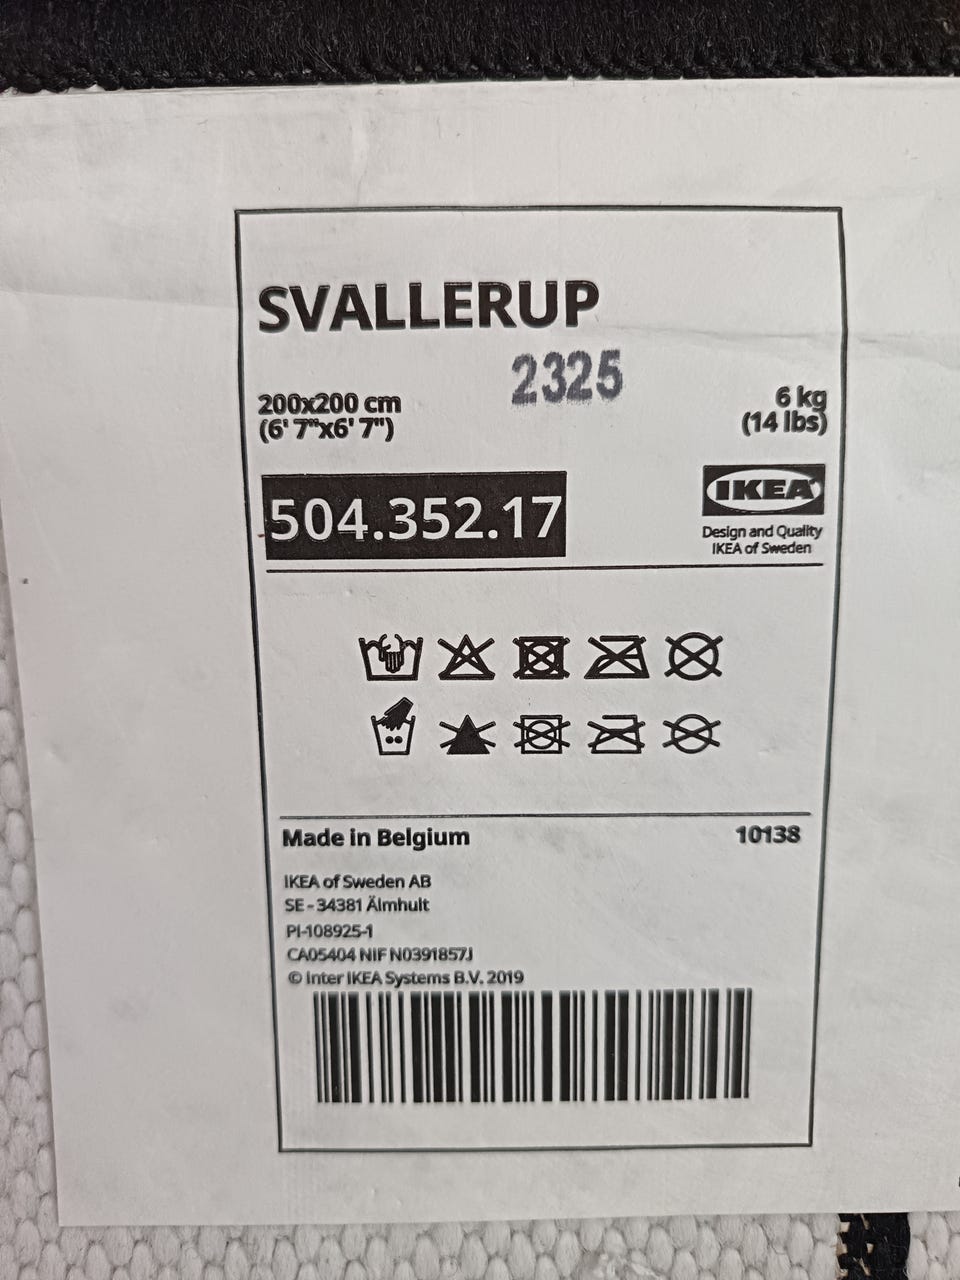 SVALLERUP
2325
200x200 cm
(6' 7"x6' 7")
6 kg
(14 lbs)
504.352.17
IKEA
Design and Quality
IKEA of Sweden
Made in Belgium
10138
IKEA of Sweden AB
SE - 34381 Älmhult
PI-108925-1
CA05404 NIF N0391857J
© Inter IKEA Systems B.V. 2019